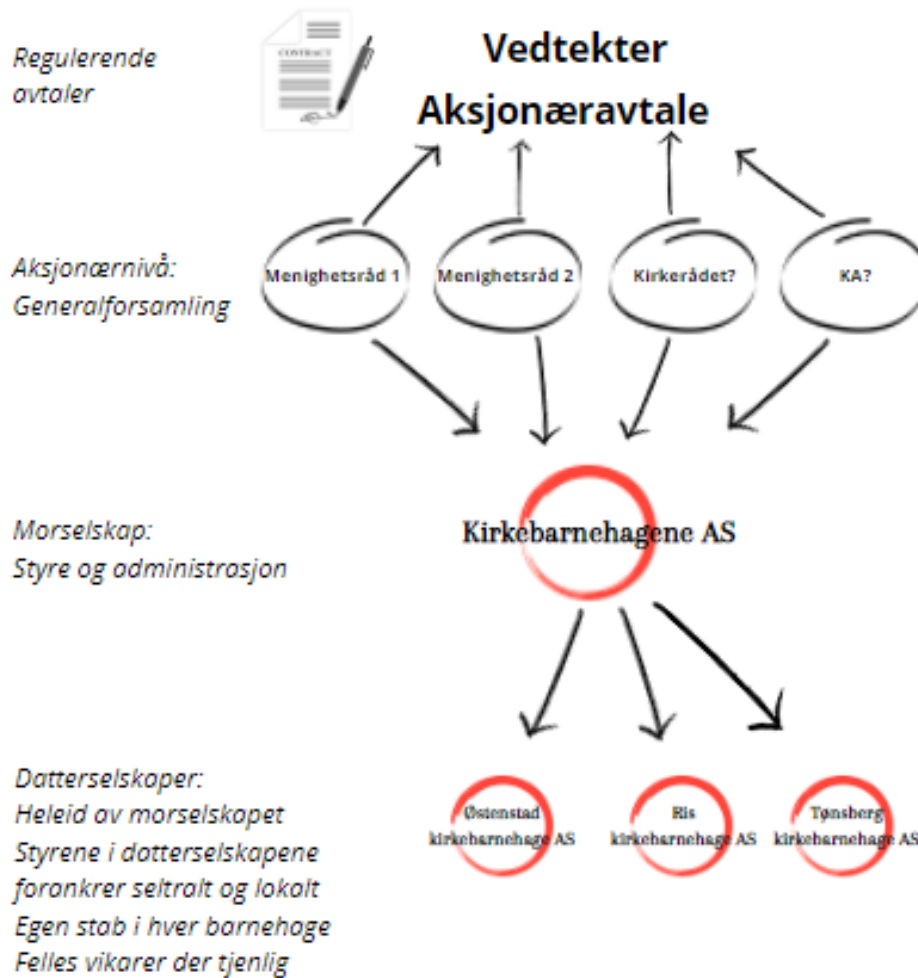 Regulerende
avtaler
CONTRACT
Vedtekter
Aksjonæravtale
Aksjonærnivå:
Generalforsamling
Menighetsråd 1
Menighetsråd 2
Kirkerådet?
KA?
Morselskap:
Styre og administrasjon
Kirkebarnehagene AS
Datterselskaper:
Heleid av morselskapet
Styrene i datterselskapene
forankrer seltralt og lokalt
Egen stab i hver barnehage
Felles vikarer der tjenlig
Østenstad
kirkebarnehage AS
Ris
kirkebarnehage AS
Tønsberg
kirkebarnehage AS